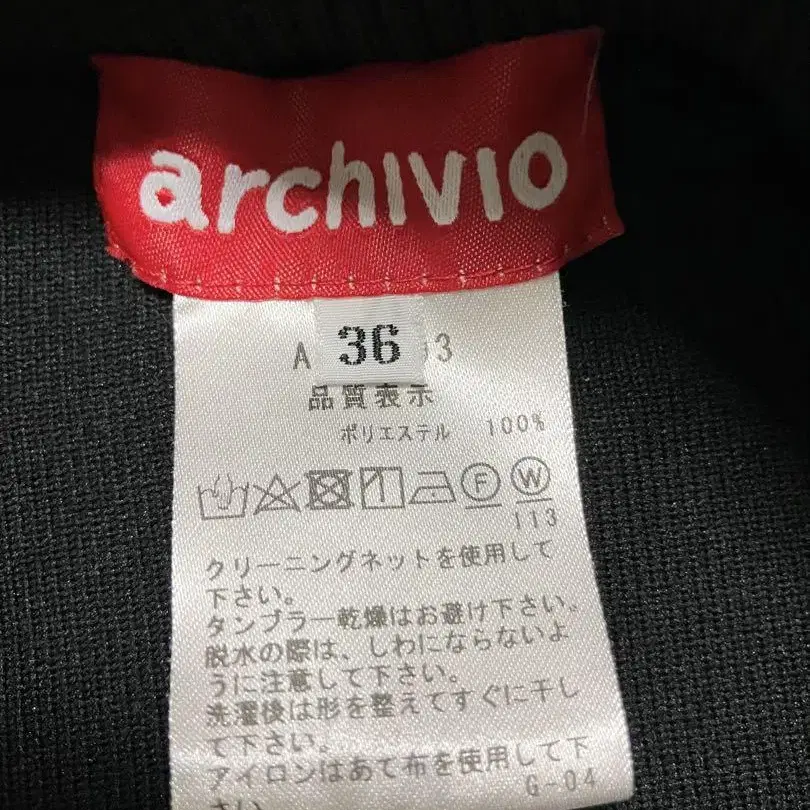 archivio
A 36 3
品質表示
ポリエステル 100%
F W
113
クリーニングネットを使用して
下さい。
タンブラー乾燥はお避け下さい。
脱水の際は、しわにならないよ
うに注意して下さい。
洗濯後は形を整えてすぐに干し
て下さい。
アイロンはあて布を使用して下
さい
G-04